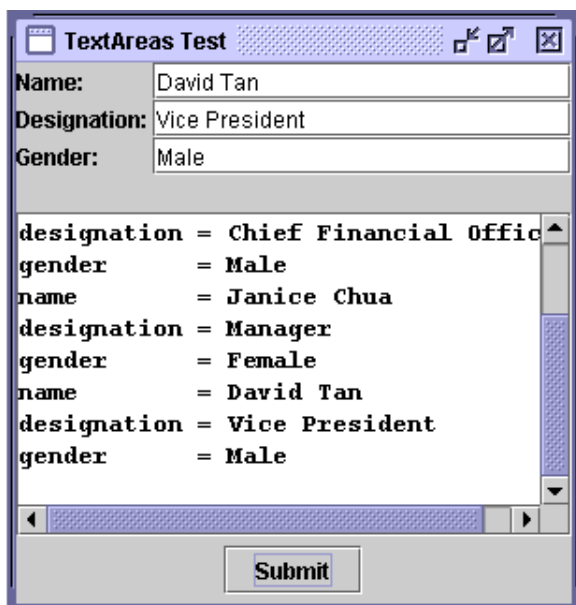 TextAreas Test
Name: David Tan
Designation: Vice President
Gender: Male
designation = Chief Financial Offic
gender = Male
name = Janice Chua
designation = Manager
gender = Female
name = David Tan
designation = Vice President
gender = Male
Submit